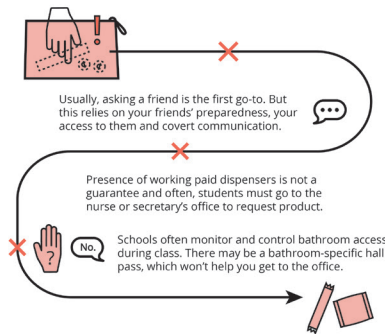 Usually, asking a friend is the first go-to. But
this relies on your friends’ preparedness, your
access to them and covert communication.
Presence of working paid dispensers is not a
guarantee and often, students must go to the
nurse or secretary’s office to request product.
?
No.
Schools often monitor and control bathroom access
during class. There may be a bathroom-specific hall
pass, which won’t help you get to the office.